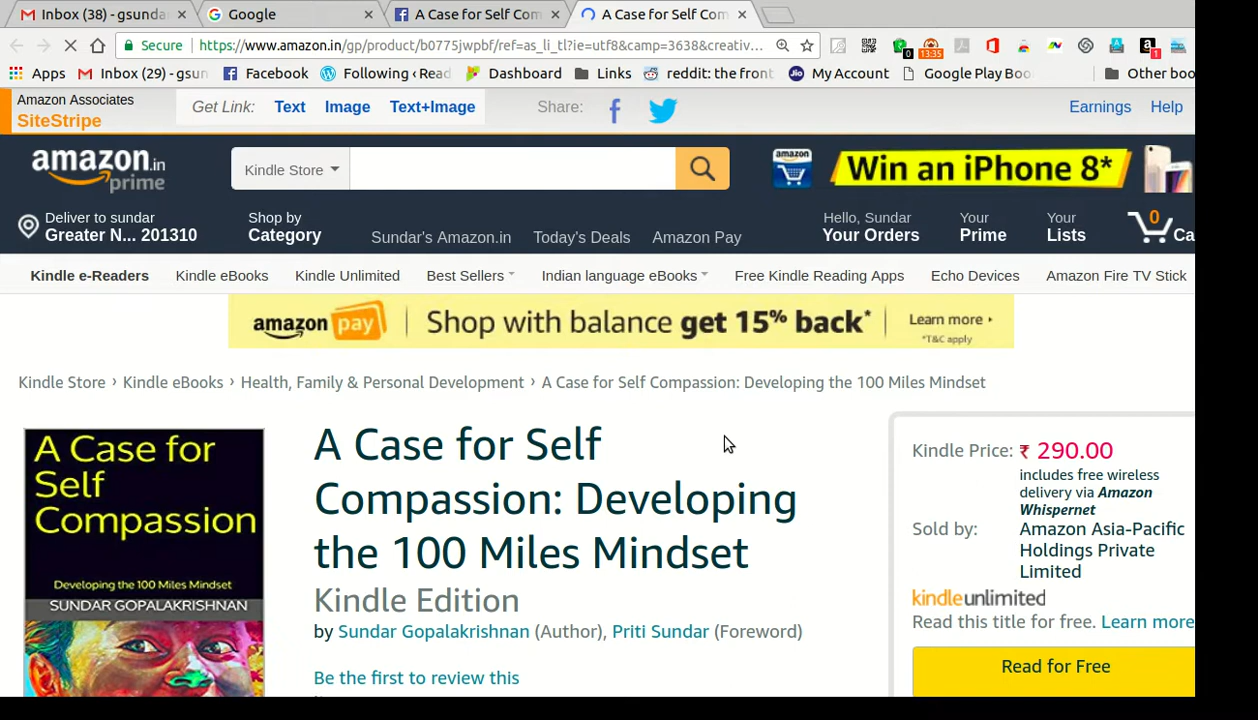 Inbox (38) - gsunda
Google
A Case for Self Com
A Case for Self Com
Secure
https://www.amazon.in/gp/product/b0775jwpbf/ref=as_li_tl?ie=utf8&camp=3638&creativ...
0
13:35
1
Apps
Inbox (29) - gsun
Facebook
Following ‹ Read
Dashboard
Links
reddit: the front
Jio
My Account
Google Play Boo
Other boo
Amazon Associates
SiteStripe
Get Link:
Text
Image
Text+Image
Share:
Earnings
Help
amazon.in
prime
Kindle Store
amazon
Win an iPhone 8*
Deliver to sundar
Greater N... 201310
Shop by
Category
Sundar's Amazon.in
Today's Deals
Amazon Pay
Hello, Sundar
Your Orders
Your
Prime
Your
Lists
0
Ca
Kindle e-Readers
Kindle eBooks
Kindle Unlimited
Best Sellers
Indian language eBooks
Free Kindle Reading Apps
Echo Devices
Amazon Fire TV Stick
amazon pay
Shop with balance get 15% back*
Learn more
*T&C apply
Kindle Store › Kindle eBooks › Health, Family & Personal Development › A Case for Self Compassion: Developing the 100 Miles Mindset
A Case for
Self
Compassion
Developing the 100 Miles Mindset
SUNDAR GOPALAKRISHNAN
A Case for Self
Compassion: Developing
the 100 Miles Mindset
Kindle Edition
by Sundar Gopalakrishnan (Author), Priti Sundar (Foreword)
Be the first to review this
Kindle Price: ₹ 290.00
includes free wireless
delivery via Amazon
Whispernet
Sold by: Amazon Asia-Pacific
Holdings Private
Limited
kindleunlimited
Read this title for free. Learn more
Read for Free